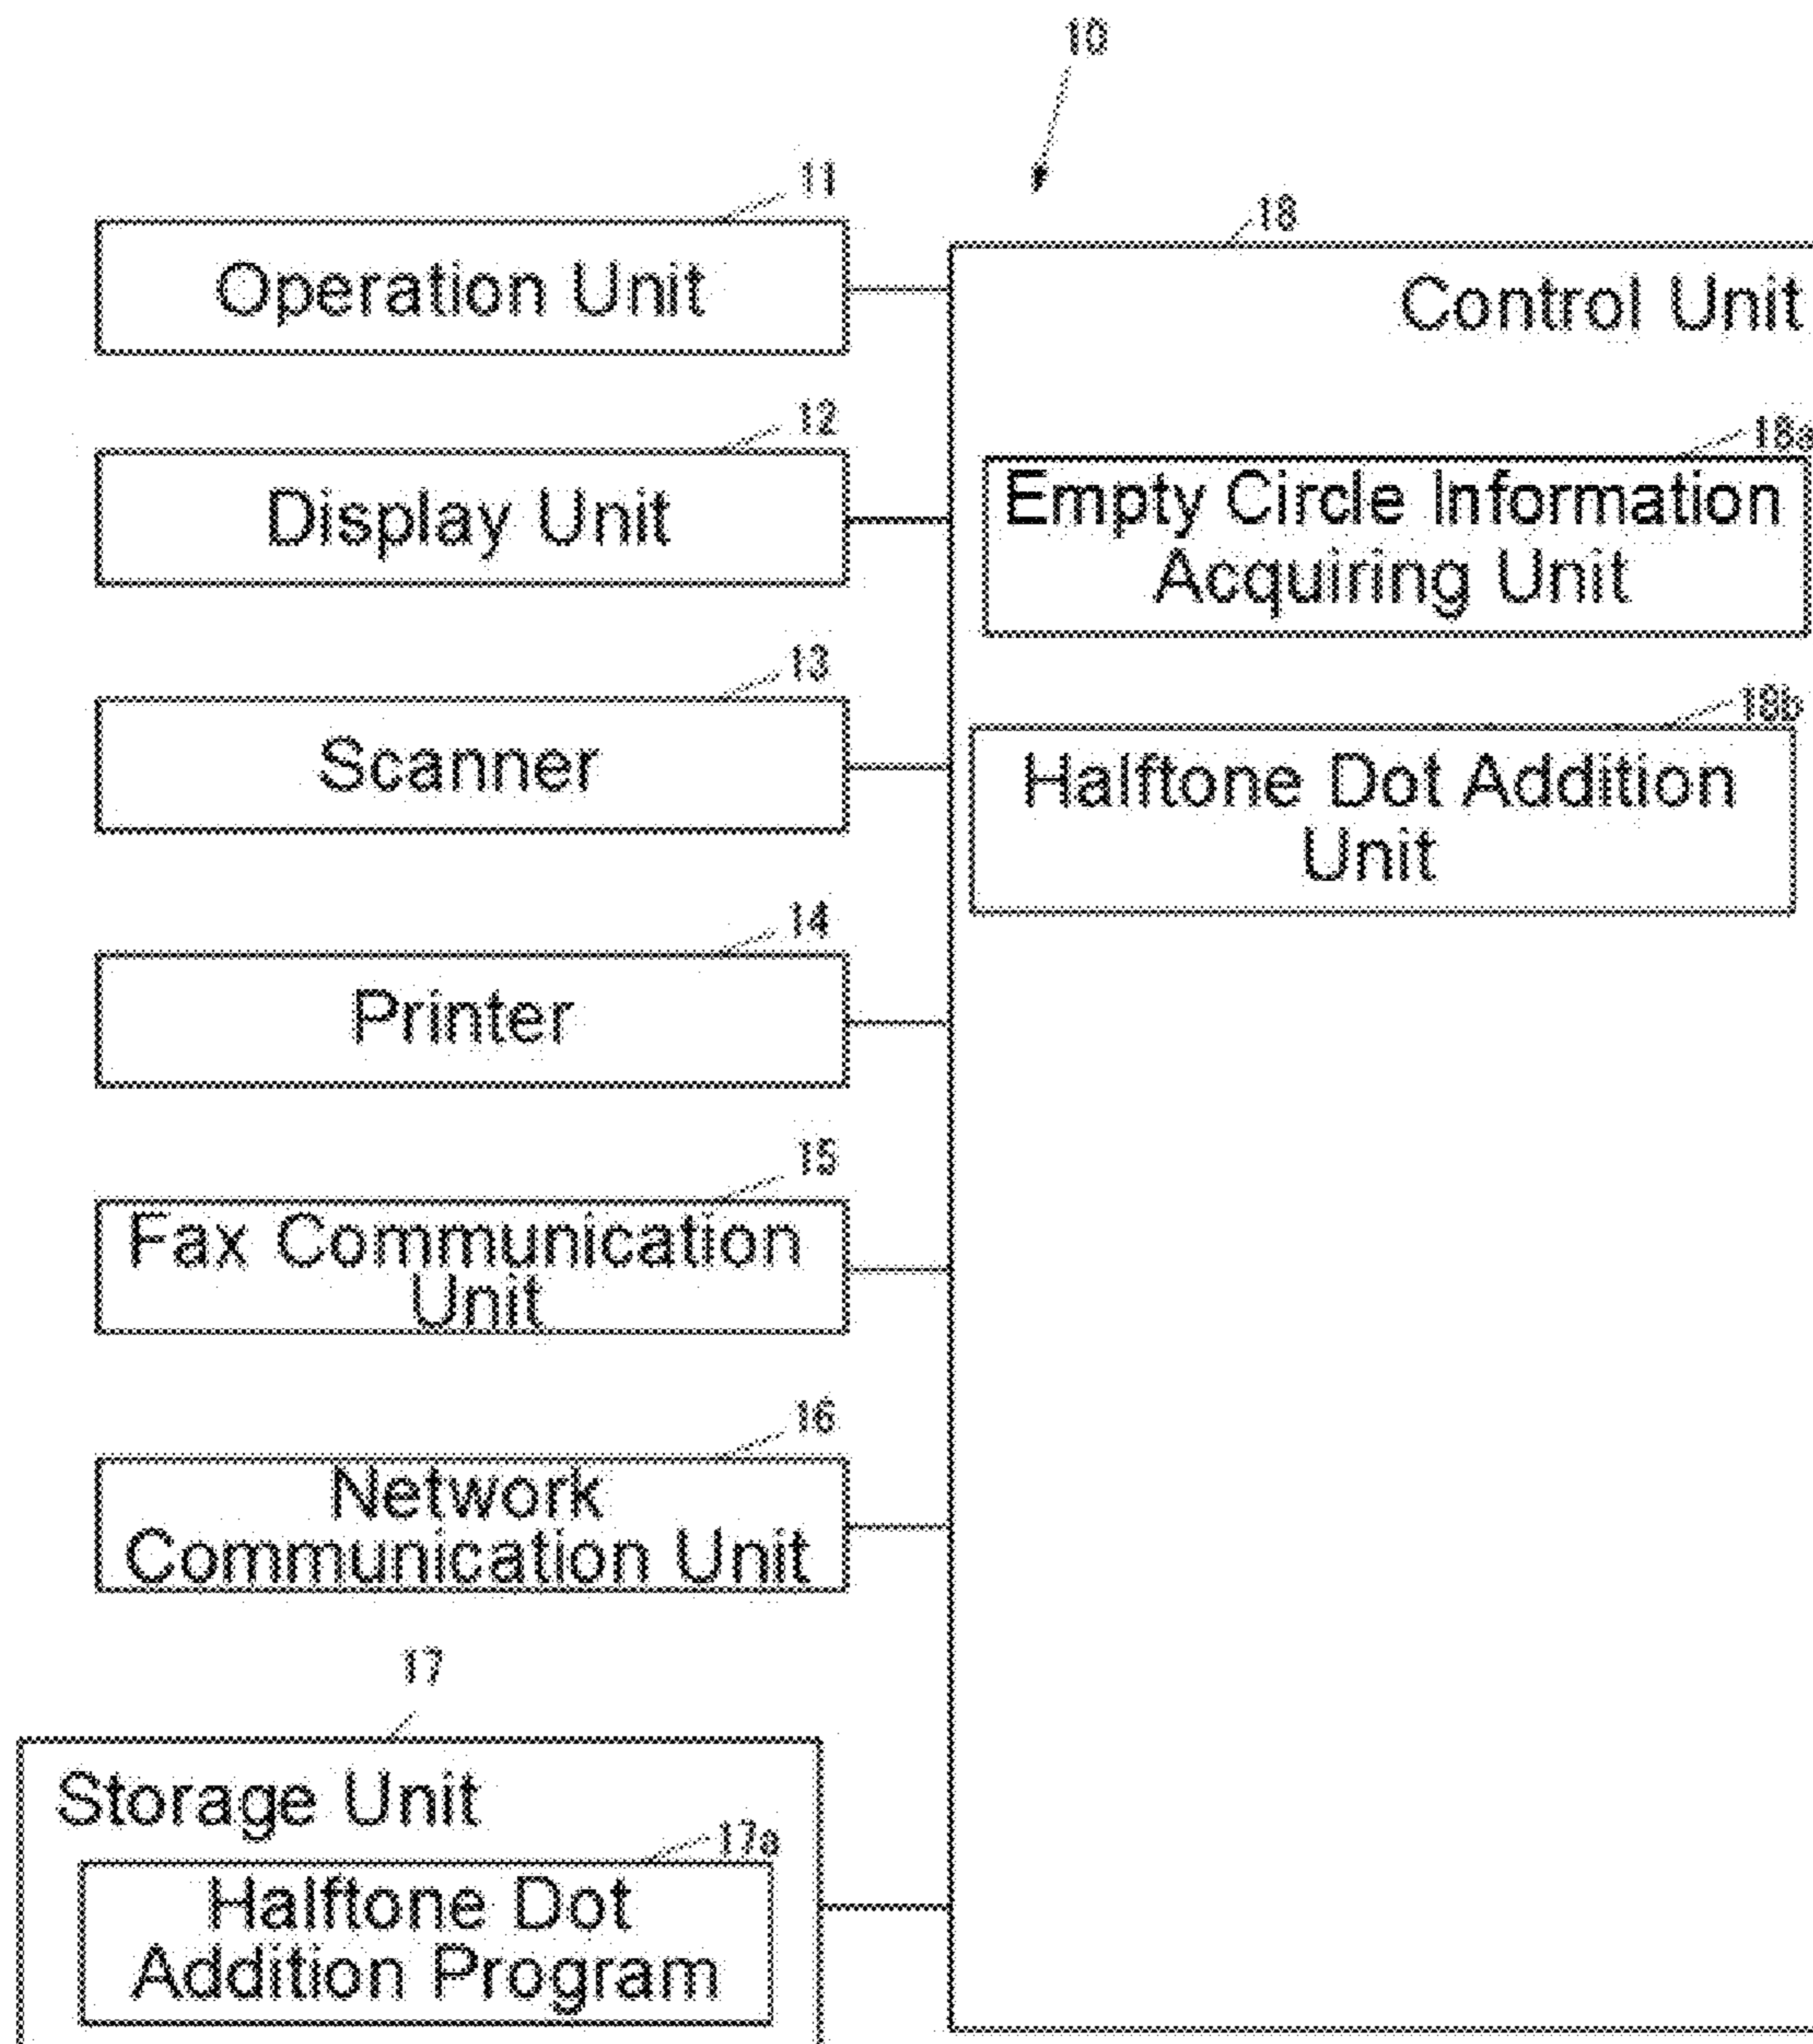 10
11
Operation Unit
18
Control Unit
12
Display Unit
18a
Empty Circle Information
Acquiring Unit
13
Scanner
18b
Halftone Dot Addition
Unit
14
Printer
15
Fax Communication
Unit
16
Network
Communication Unit
17
Storage Unit
17a
Halftone Dot
Addition Program